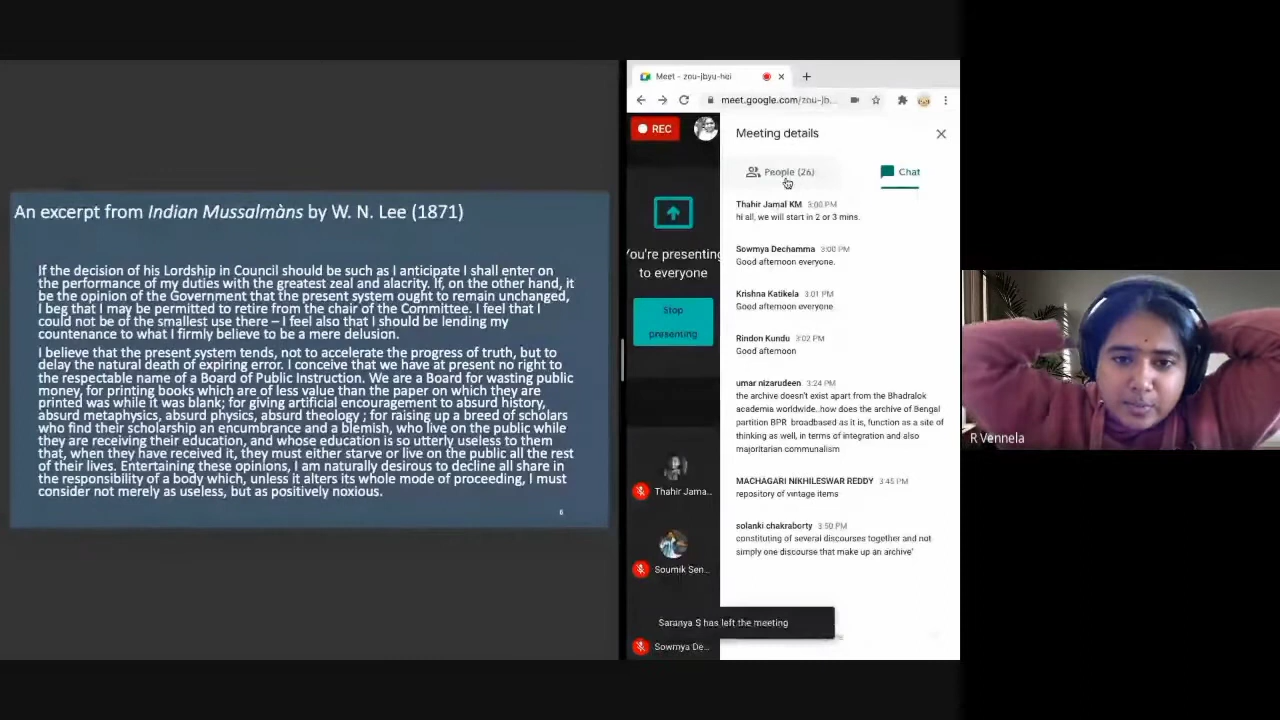 An excerpt from Indian Mussalmàns by W. N. Lee (1871)
If the decision of his Lordship in Council should be such as I anticipate I shall enter on
the performance of my duties with the greatest zeal and alacrity. If, on the other hand, it
be the opinion of the Government that the present system ought to remain unchanged,
I beg that I may be permitted to retire from the chair of the Committee. I feel that I
could not be of the smallest use there – I feel also that I should be lending my
countenance to what I firmly believe to be a mere delusion.
I believe that the present system tends, not to accelerate the progress of truth, but to
delay the natural death of expiring error. I conceive that we have at present no right to
the respectable name of a Board of Public Instruction. We are a Board for wasting public
money, for printing books which are of less value than the paper on which they are
printed was while it was blank; for giving artificial encouragement to absurd history,
absurd metaphysics, absurd physics, absurd theology ; for raising up a breed of scholars
who find their scholarship an encumbrance and a blemish, who live on the public while
they are receiving their education, and whose education is so utterly useless to them
that, when they have received it, they must either starve or live on the public all the rest
of their lives. Entertaining these opinions, I am naturally desirous to decline all share in
the responsibility of a body which, unless it alters its whole mode of proceeding, I must
consider not merely as useless, but as positively noxious.
6
Meet - zou-jbyu-hei
meet.google.com/zou-jb...
REC
You're presenting
to everyone
Stop
presenting
Thahir Jama...
Soumik Sen...
Sowmya De...
Meeting details
People (26)
Chat
Thahir Jamal KM 3:00 PM
hi all, we will start in 2 or 3 mins.
Sowmya Dechamma 3:00 PM
Good afternoon everyone.
Krishna Katikela 3:01 PM
Good afternoon everyone
Rindon Kundu 3:02 PM
Good afternoon
umar nizarudeen 3:24 PM
the archive doesn't exist apart from the Bhadralok
academia worldwide..how does the archive of Bengal
partition BPR broadbased as it is, function as a site of
thinking as well, in terms of integration and also
majoritarian communalism
MACHAGARI NIKHILESWAR REDDY 3:45 PM
repository of vintage items
solanki chakraborty 3:50 PM
constituting of several discourses together and not
simply one discourse that make up an archive'
Saranya S has left the meeting
R Vennela